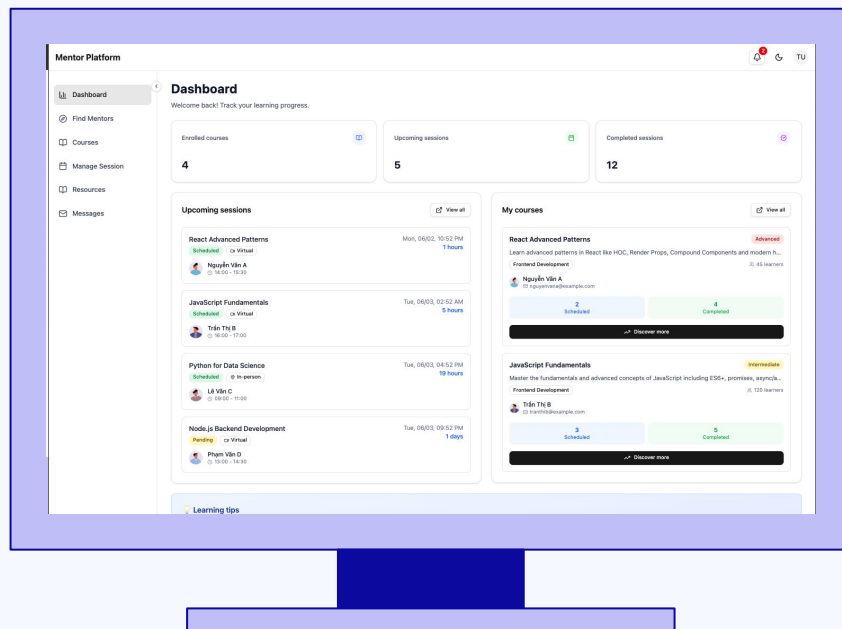 Mentor Platform
2
TU
Dashboard
Find Mentors
Courses
Manage Session
Resources
Messages
Dashboard
Welcome back! Track your learning progress.
Enrolled courses
4
Upcoming sessions
5
Completed sessions
12
Upcoming sessions
View all
React Advanced Patterns
Mon, 06/02, 10:52 PM
Scheduled Virtual
1 hours
Nguyễn Văn A
14:00 - 15:30
JavaScript Fundamentals
Tue, 06/03, 02:52 AM
Scheduled Virtual
5 hours
Trần Thị B
16:00 - 17:00
Python for Data Science
Tue, 06/03, 04:52 PM
Scheduled In-person
19 hours
Lê Văn C
09:00 - 11:00
Node.js Backend Development
Tue, 06/03, 09:52 PM
Pending Virtual
1 days
Phạm Văn D
13:00 - 14:30
My courses
View all
React Advanced Patterns
Advanced
Learn advanced patterns in React like HOC, Render Props, Compound Components and modern h...
Frontend Development
45 learners
Nguyễn Văn A
nguyenvana@example.com
2
Scheduled
4
Completed
Discover more
JavaScript Fundamentals
Intermediate
Master the fundamentals and advanced concepts of JavaScript including ES6+, promises, async/a...
Frontend Development
120 learners
Trần Thị B
tranthib@example.com
3
Scheduled
5
Completed
Discover more
Learning tips